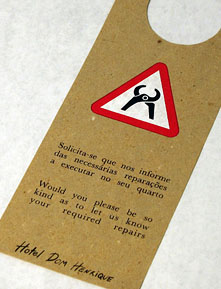 Solicita-se que nos informe
das necessárias reparações
a executar no seu quarto
Would you please be so
kind as to let us know
your required repairs
Hotel Dom Henrique